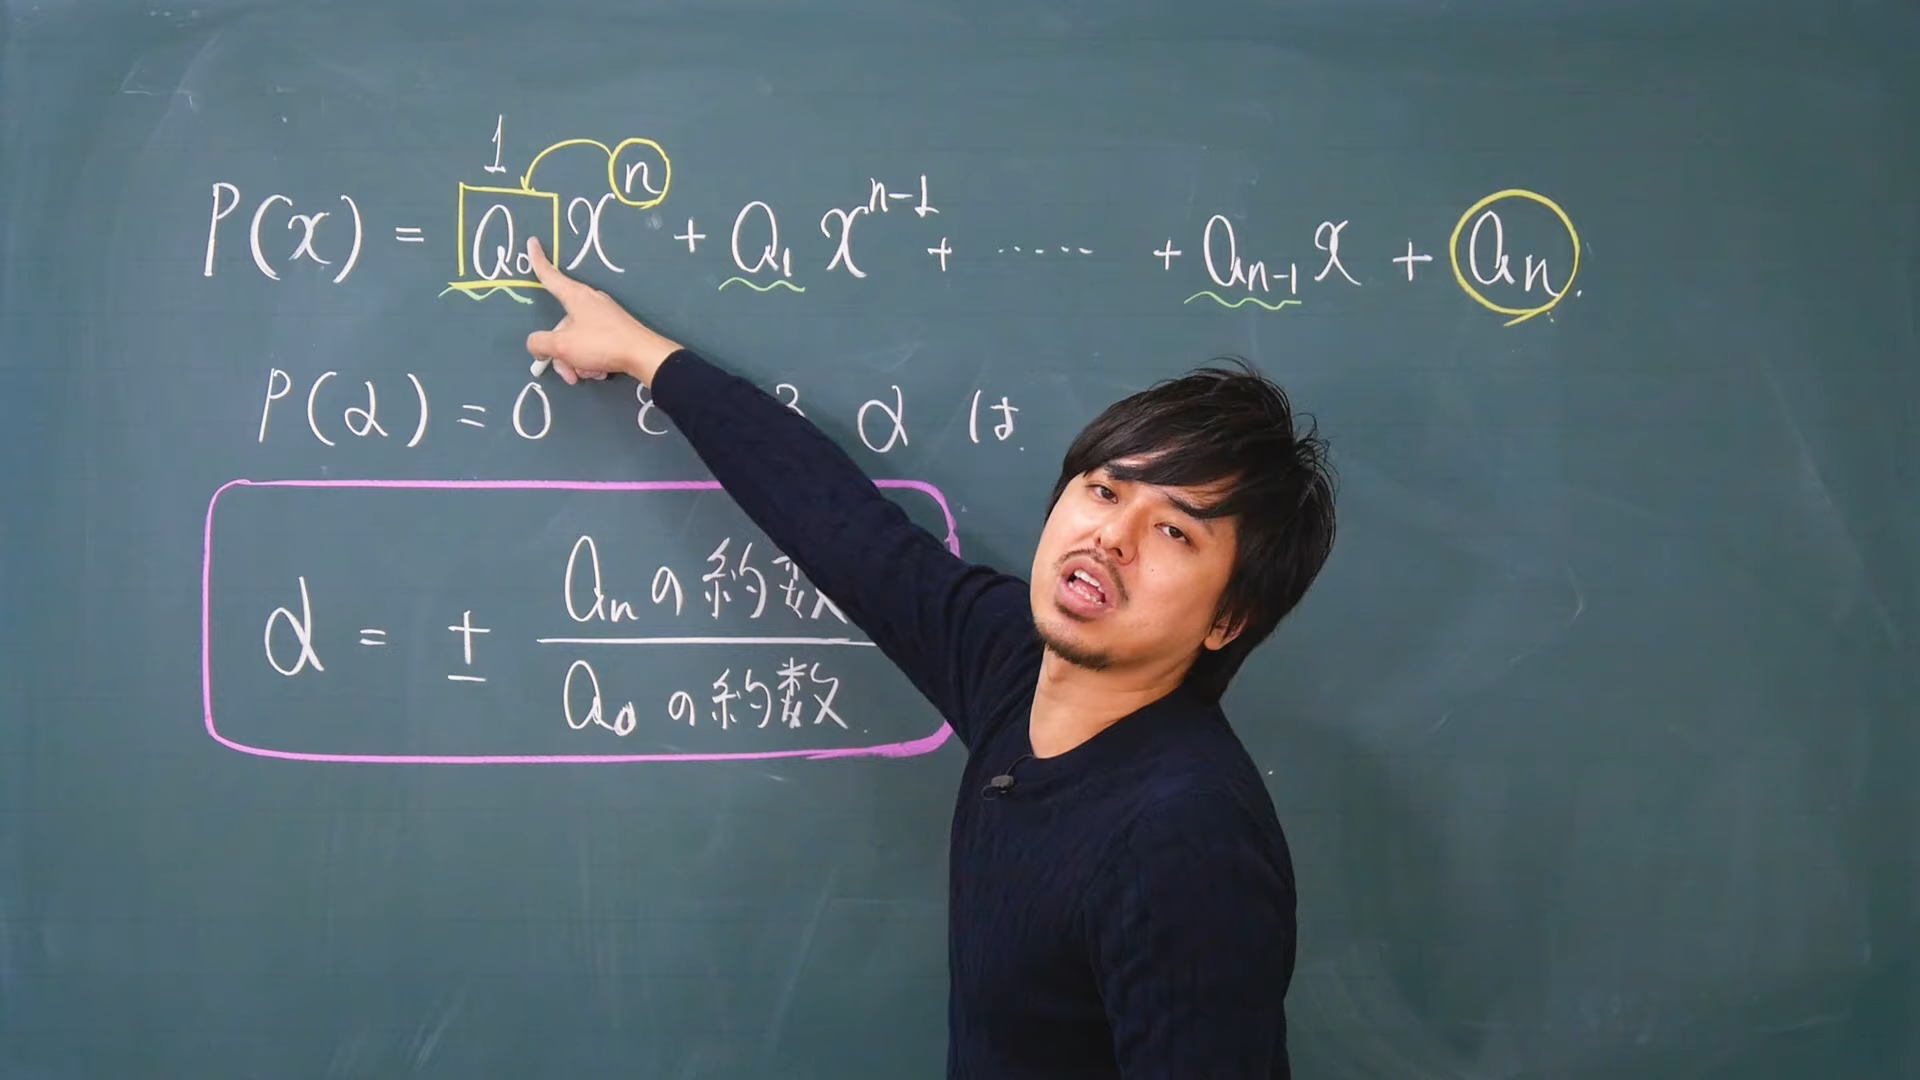 1
P(x) = a₀xⁿ + a₁xⁿ⁻¹ + ······ + aₙ₋₁x + aₙ.
P(α) = 0 α は
α = ± aₙの約数 / a₀の約数